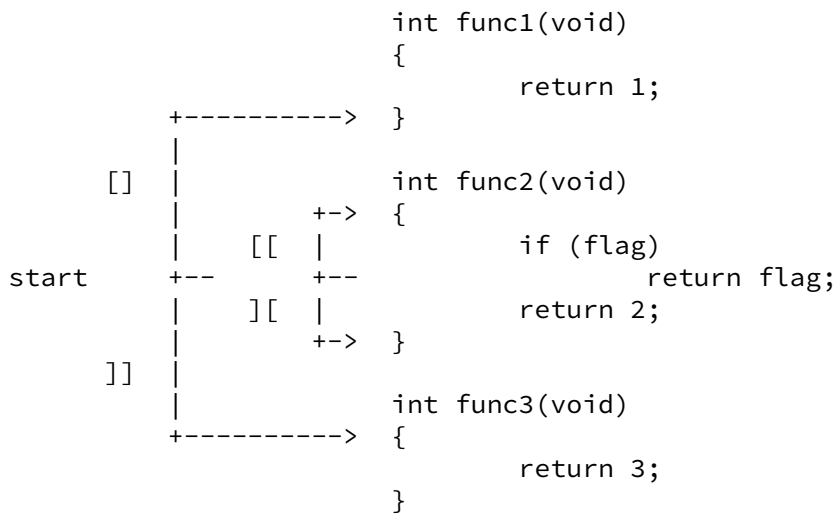 int func1(void)
                        {
                                return 1;
          +----------> }
          |
      []  |             int func2(void)
          |        +->  {
          |    [[  |            if (flag)
start     +--      +--                  return flag;
          |    ][  |            return 2;
          |        +->  }
      ]]  |
          |             int func3(void)
          +---------->  {
                                return 3;
                        }